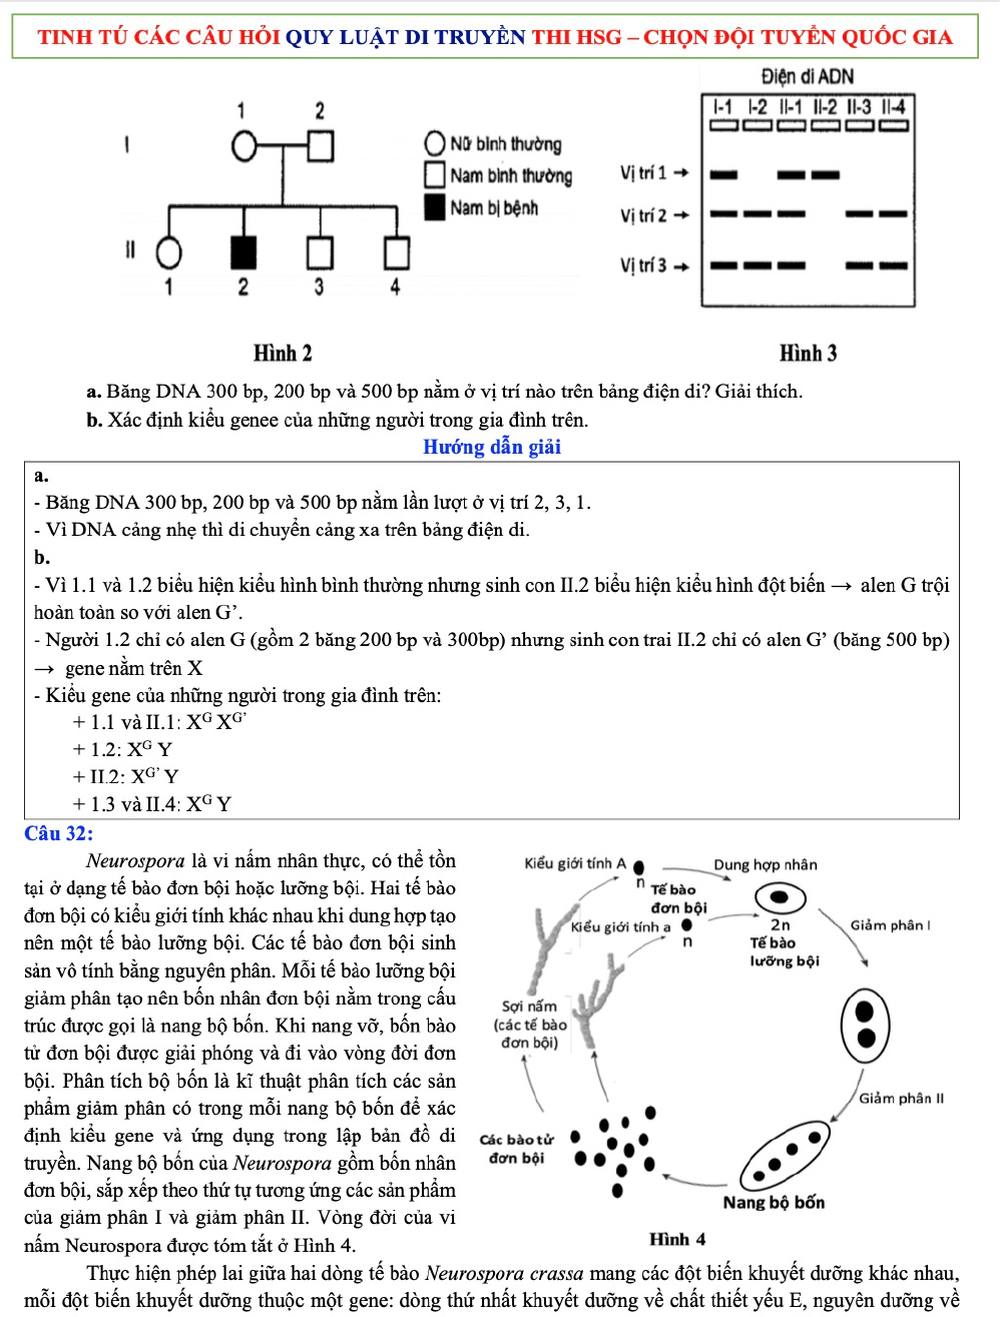 TINH TÚ CÁC CÂU HỎI QUY LUẬT DI TRUYỀN THI HSG – CHỌN ĐỘI TUYỂN QUỐC GIA
1 2
I
II
1 2 3 4
Nữ bình thường
Nam bình thường
Nam bị bệnh
Hình 2
Điện di ADN
I-1 I-2 II-1 II-2 II-3 II-4
Vị trí 1
Vị trí 2
Vị trí 3
Hình 3
a. Băng DNA 300 bp, 200 bp và 500 bp nằm ở vị trí nào trên bảng điện di? Giải thích.
b. Xác định kiểu genee của những người trong gia đình trên.
Hướng dẫn giải
a.
- Băng DNA 300 bp, 200 bp và 500 bp nằm lần lượt ở vị trí 2, 3, 1.
- Vì DNA càng nhẹ thì di chuyển càng xa trên bảng điện di.
b.
- Vì 1.1 và 1.2 biểu hiện kiểu hình bình thường nhưng sinh con II.2 biểu hiện kiểu hình đột biến → alen G trội
hoàn toàn so với alen G’.
- Người 1.2 chỉ có alen G (gồm 2 băng 200 bp và 300bp) nhưng sinh con trai II.2 chỉ có alen G’ (băng 500 bp)
→ gene nằm trên X
- Kiểu gene của những người trong gia đình trên:
+ 1.1 và II.1: XᴳXᴳ’
+ 1.2: XᴳY
+ II.2: Xᴳ’Y
+ 1.3 và II.4: XᴳY
Câu 32:
Neurospora là vi nấm nhân thực, có thể tồn
tại ở dạng tế bào đơn bội hoặc lưỡng bội. Hai tế bào
đơn bội có kiểu giới tính khác nhau khi dung hợp tạo
nên một tế bào lưỡng bội. Các tế bào đơn bội sinh
sản vô tính bằng nguyên phân. Mỗi tế bào lưỡng bội
giảm phân tạo nên bốn nhân đơn bội nằm trong cấu
trúc được gọi là nang bộ bốn. Khi nang vỡ, bốn bào
tử đơn bội được giải phóng và đi vào vòng đời đơn
bội. Phân tích bộ bốn là kĩ thuật phân tích các sản
phẩm giảm phân có trong mỗi nang bộ bốn để xác
định kiểu gene và ứng dụng trong lập bản đồ di
truyền. Nang bộ bốn của Neurospora gồm bốn nhân
đơn bội, sắp xếp theo thứ tự tương ứng các sản phẩm
của giảm phân I và giảm phân II. Vòng đời của vi
nấm Neurospora được tóm tắt ở Hình 4.
Kiểu giới tính A
n
Tế bào
đơn bội
Kiểu giới tính a
n
Dung hợp nhân
2n
Tế bào
lưỡng bội
Giảm phân I
Giảm phân II
Nang bộ bốn
Sợi nấm
(các tế bào
đơn bội)
Các bào tử
đơn bội
Hình 4
Thực hiện phép lai giữa hai dòng tế bào Neurospora crassa mang các đột biến khuyết dưỡng khác nhau,
mỗi đột biến khuyết dưỡng thuộc một gene: dòng thứ nhất khuyết dưỡng về chất thiết yếu E, nguyên dưỡng về